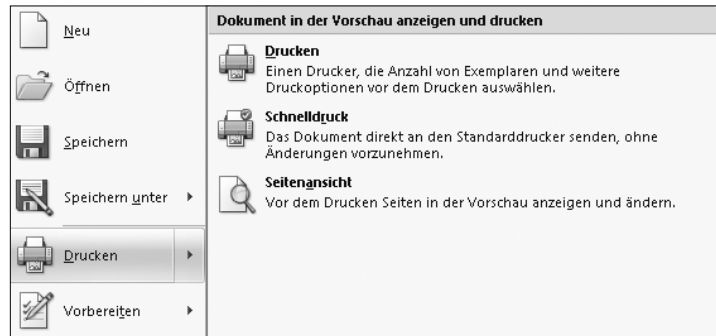 Neu
Öffnen
Speichern
Speichern unter
Drucken
Vorbereiten
Dokument in der Vorschau anzeigen und drucken
Drucken
Einen Drucker, die Anzahl von Exemplaren und weitere
Druckoptionen vor dem Drucken auswählen.
Schnelldruck
Das Dokument direkt an den Standarddrucker senden, ohne
Änderungen vorzunehmen.
Seitenansicht
Vor dem Drucken Seiten in der Vorschau anzeigen und ändern.